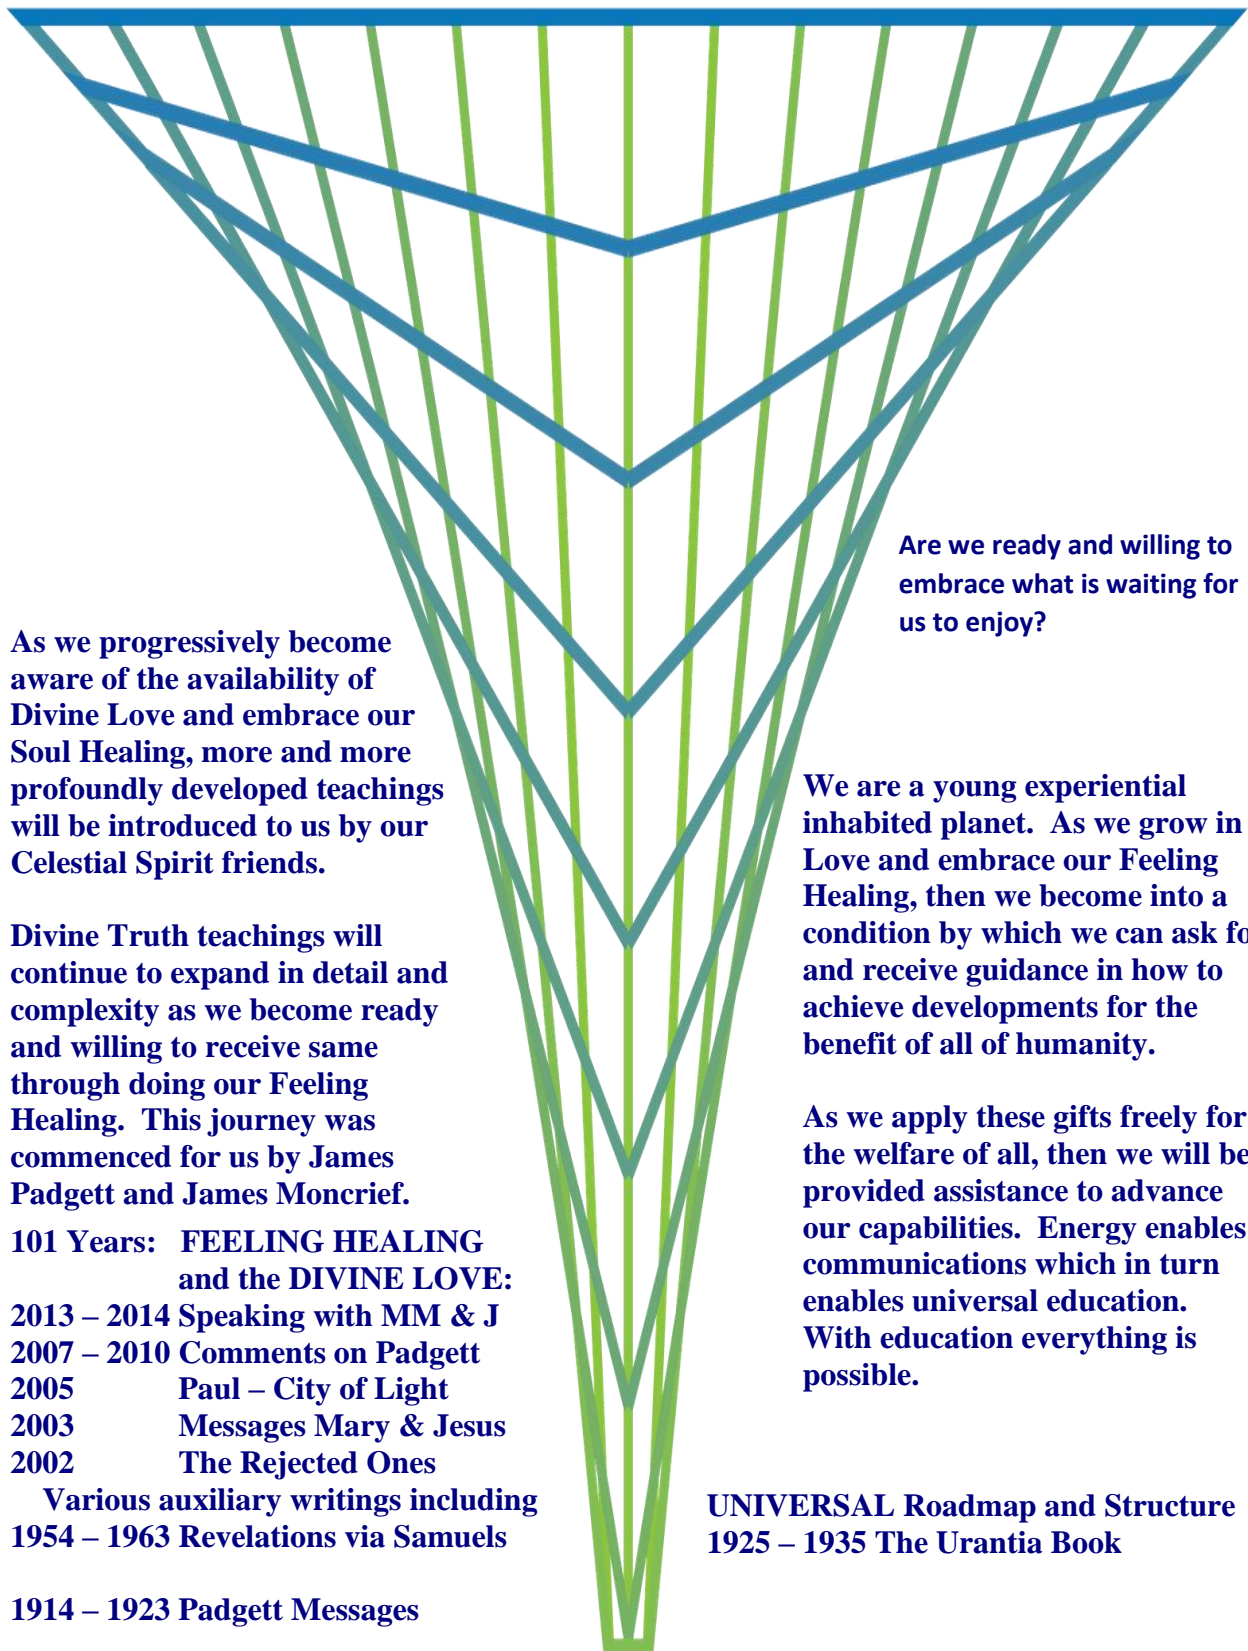 Are we ready and willing to
embrace what is waiting for
us to enjoy?
As we progressively become
aware of the availability of
Divine Love and embrace our
Soul Healing, more and more
profoundly developed teachings
will be introduced to us by our
Celestial Spirit friends.
Divine Truth teachings will
continue to expand in detail and
complexity as we become ready
and willing to receive same
through doing our Feeling
Healing. This journey was
commenced for us by James
Padgett and James Moncrief.
101 Years: FEELING HEALING
and the DIVINE LOVE:
2013 – 2014 Speaking with MM & J
2007 – 2010 Comments on Padgett
2005 Paul – City of Light
2003 Messages Mary & Jesus
2002 The Rejected Ones
Various auxiliary writings including
1954 – 1963 Revelations via Samuels
1914 – 1923 Padgett Messages
We are a young experiential
inhabited planet. As we grow in
Love and embrace our Feeling
Healing, then we become into a
condition by which we can ask fo
and receive guidance in how to
achieve developments for the
benefit of all of humanity.
As we apply these gifts freely for
the welfare of all, then we will be
provided assistance to advance
our capabilities. Energy enables
communications which in turn
enables universal education.
With education everything is
possible.
UNIVERSAL Roadmap and Structure
1925 – 1935 The Urantia Book